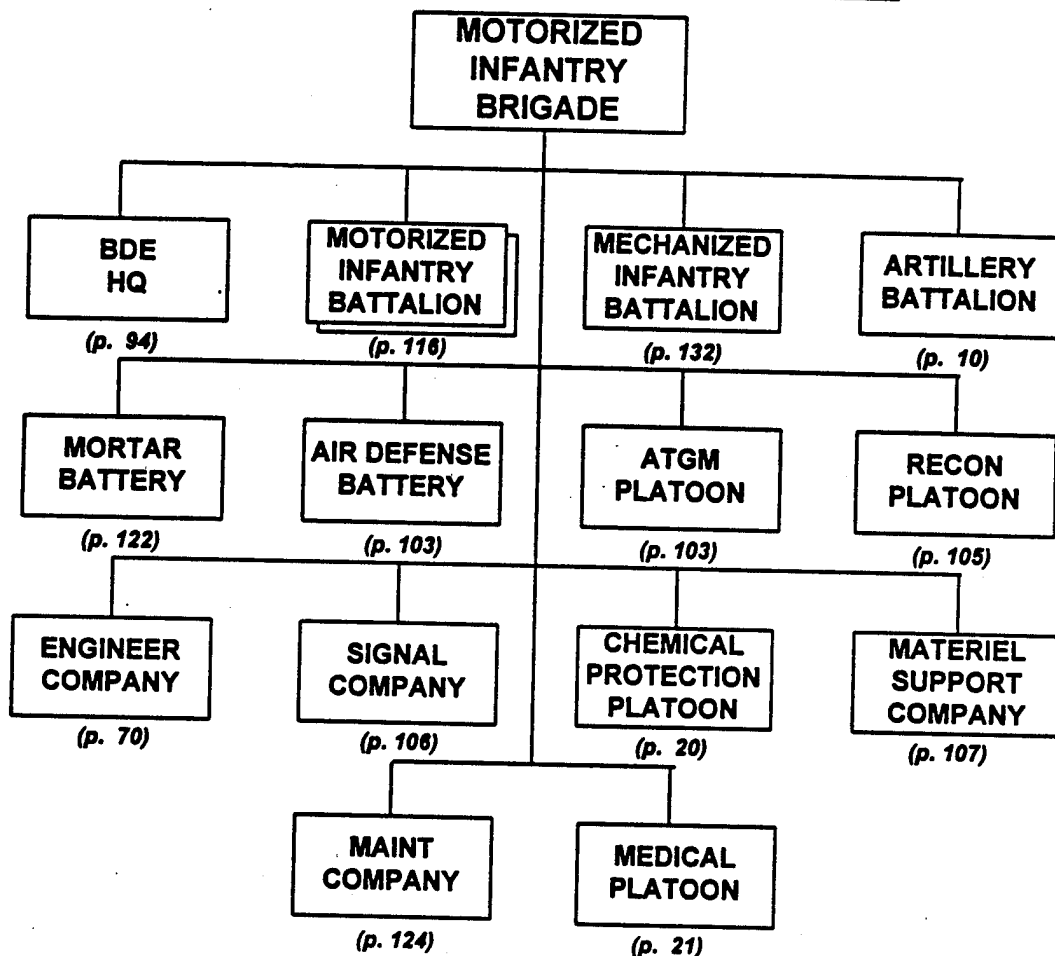 MOTORIZED
INFANTRY
BRIGADE
BDE
HQ
(p. 94)
MOTORIZED
INFANTRY
BATTALION
(p. 116)
MECHANIZED
INFANTRY
BATTALION
(p. 132)
ARTILLERY
BATTALION
(p. 10)
MORTAR
BATTERY
(p. 122)
AIR DEFENSE
BATTERY
(p. 103)
ATGM
PLATOON
(p. 103)
RECON
PLATOON
(p. 105)
ENGINEER
COMPANY
(p. 70)
SIGNAL
COMPANY
(p. 106)
CHEMICAL
PROTECTION
PLATOON
(p. 20)
MATERIEL
SUPPORT
COMPANY
(p. 107)
MAINT
COMPANY
(p. 124)
MEDICAL
PLATOON
(p. 21)